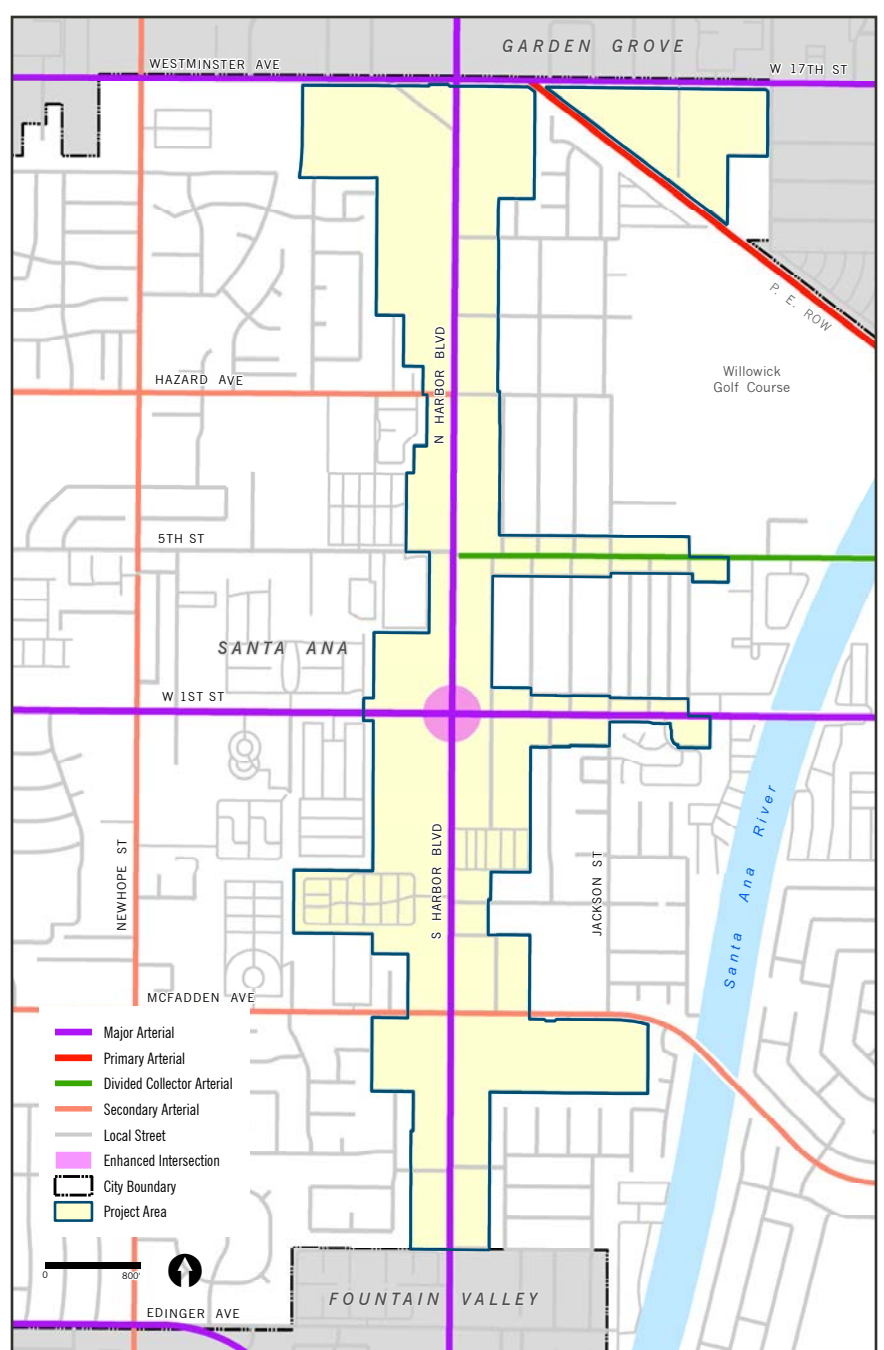 GARDEN GROVE
WESTMINSTER AVE
W 17TH ST
P. E. ROW
N HARBOR BLVD
Willowick
Golf Course
HAZARD AVE
5TH ST
SANTA ANA
W 1ST ST
Santa Ana River
S HARBOR BLVD
NEWHOPE ST
JACKSON ST
MCFADDEN AVE
Major Arterial
Primary Arterial
Divided Collector Arterial
Secondary Arterial
Local Street
Enhanced Intersection
City Boundary
Project Area
0 800'
FOUNTAIN VALLEY
EDINGER AVE